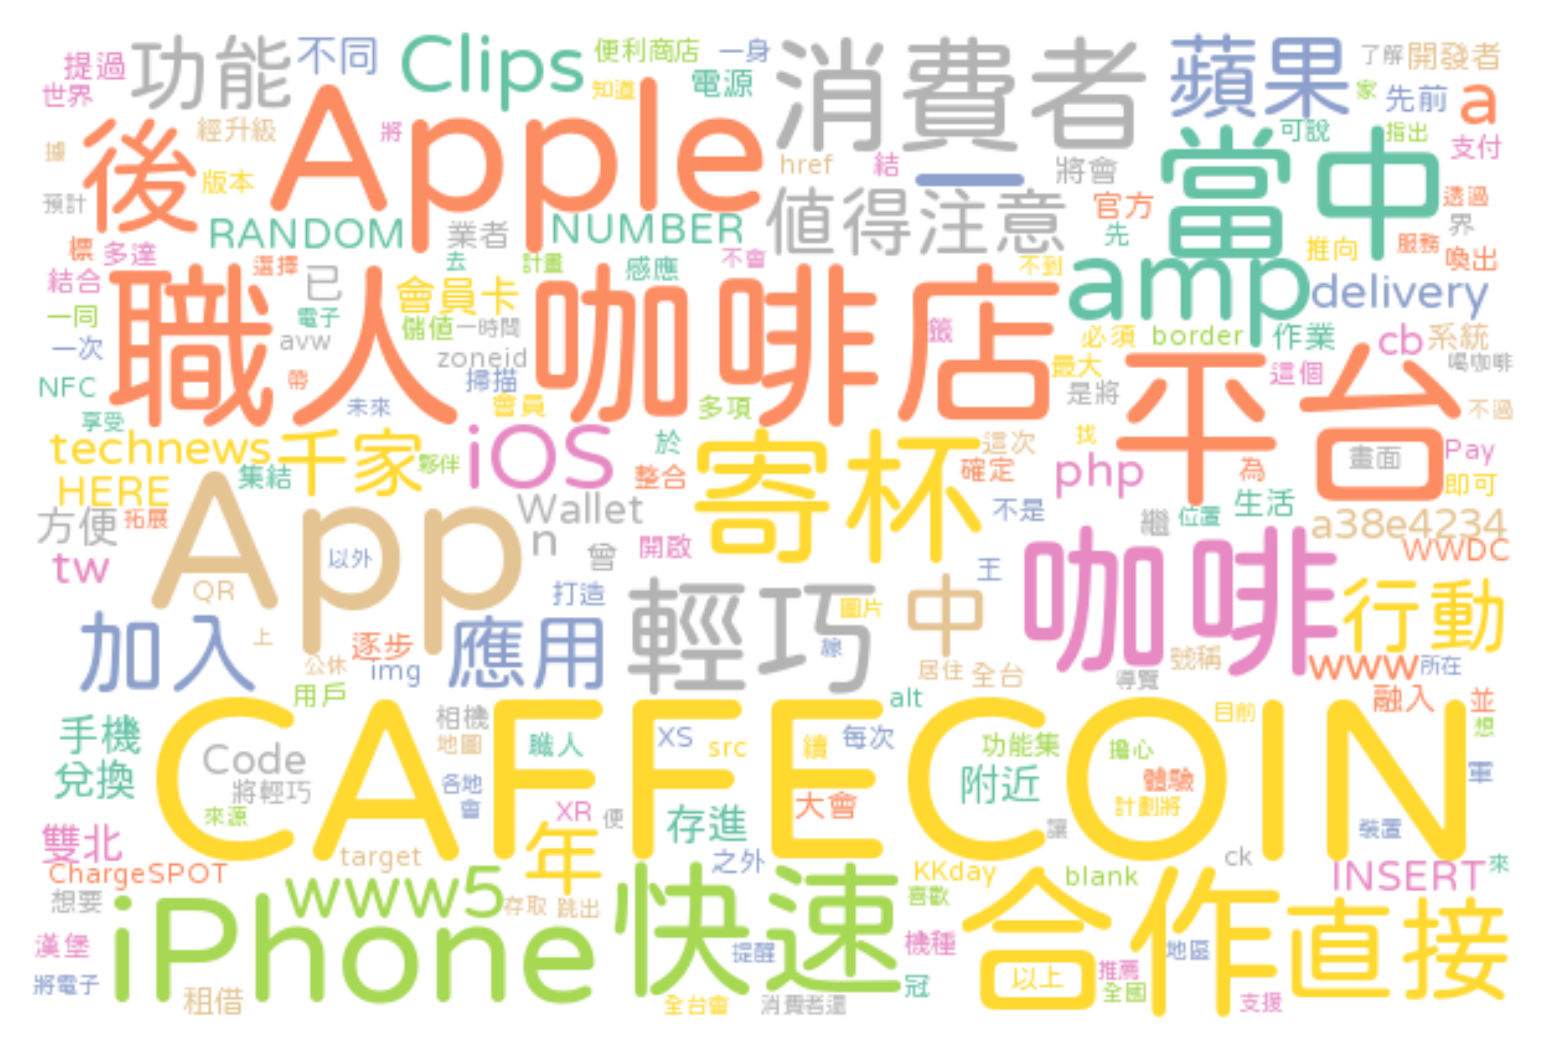 提過 功能 不同 Clips 便利商店 一身 消費者 蘋果 了解 開發者
世界 知道 電源 家 先前 a
據 後 經升級 將 Apple href 結 一 將會 當中 可說 指出 支付
預計 版本 RANDOM 業者 NUMBER 值得注意 官方 先 透過 界
標 多達 選擇 去 計畫 感應 不會 不到 推向 服務 喚出
結合 已 會員卡 amp delivery
一同 電子 儲值 一時間 籤 必須 border 作業 cb 系統
一次 職人咖啡店 avw zoneid 最大 喝咖啡
NFC 帶 掃描 是將 這個 平台
享受 未來 會員 多項 不過
technews 千家 夥伴 iOS 於 寄杯 這次 找 畫面 Pay
HERE 集結 整合 確定 php 為 即可
方便 拓展 App Wallet 不是 繼 位置 生活 a38e4234
tw 以外 n 曾 開啟 王 咖啡 WWDC
QR 打造 輕巧 圖片 中 行動
加入 上 逐步 應用 線 號稱 www 所在
公休 img 居住 全台 導覽
用戶 alt 融入 並
手機 相機 CAFFECOIN 目前 想
Code 地圖 職人 XS src 續 每次 功能集 擔心
兌換 將輕巧 各地 附近 體驗
來源 會 XR 便 存進 大會 讓 計劃將 裝置
雙北 target 年 之外 ck
ChargeSPOT www5 KKday blank INSERT 來
想要 存取 跳出 快速 喜歡 合作 直接
漢堡 iPhone 提醒 機種 地區
將電子 以上 推薦
租借 全台會 消費者還 冠 全國 支援